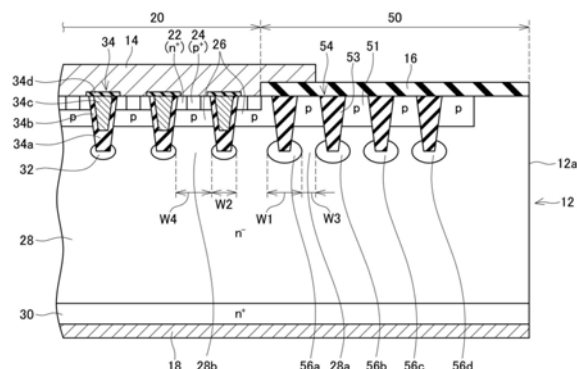 20 50
34 14 22 (n⁺) 24 (p⁺) 26 54 53 51 16
34d
34c
34b
p p p p p p p p p
34a
32
12a
W4 W2 W1 W3
12
28 n⁻
30 n⁺
18 28b 56a 28a 56b 56c 56d